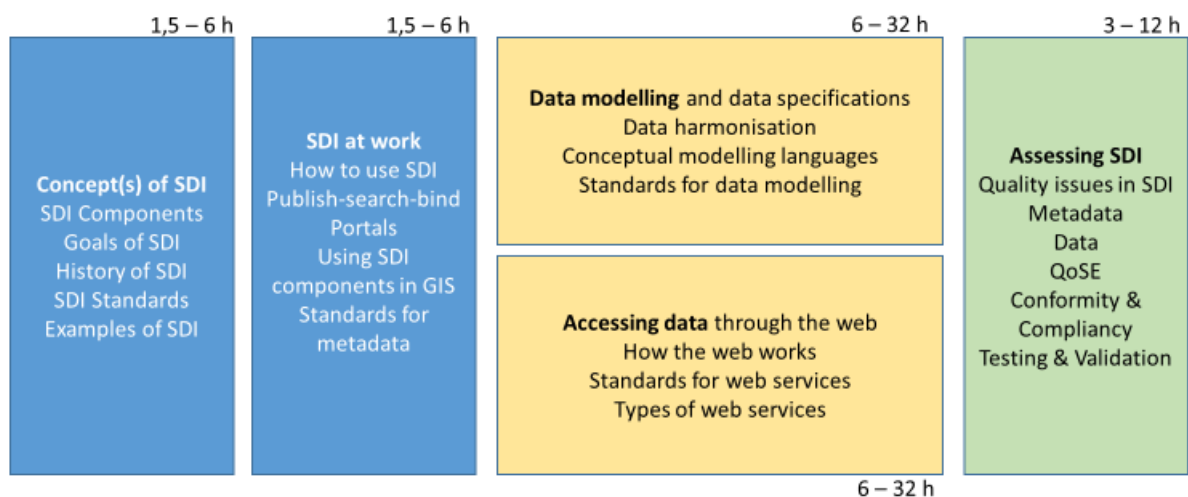 1,5 – 6 h
Concept(s) of SDI
SDI Components
Goals of SDI
History of SDI
SDI Standards
Examples of SDI
1,5 – 6 h
SDI at work
How to use SDI
Publish-search-bind
Portals
Using SDI
components in GIS
Standards for
metadata
6 – 32 h
Data modelling and data specifications
Data harmonisation
Conceptual modelling languages
Standards for data modelling
Accessing data through the web
How the web works
Standards for web services
Types of web services
6 – 32 h
3 – 12 h
Assessing SDI
Quality issues in SDI
Metadata
Data
QoSE
Conformity &
Compliancy
Testing & Validation